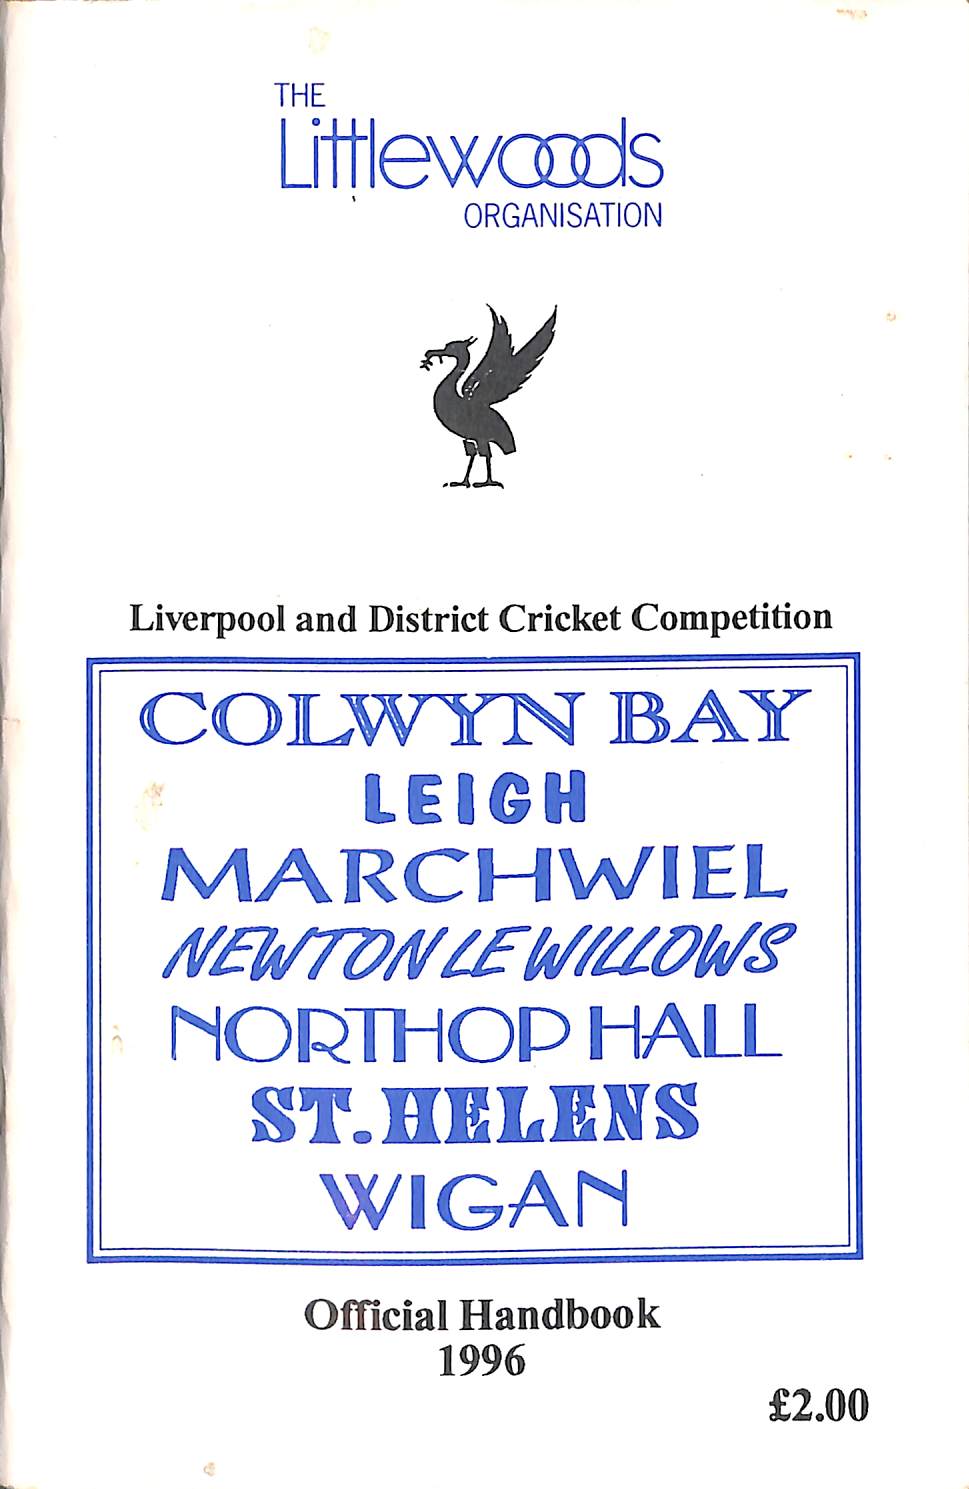 THE
Littlewoods
ORGANISATION
Liverpool and District Cricket Competition
COLWYN BAY
LEIGH
MARCHWIEL
NEWTON LE WILLOWS
NORTHOP HALL
ST. HELENS
WIGAN
Official Handbook
1996
£2.00